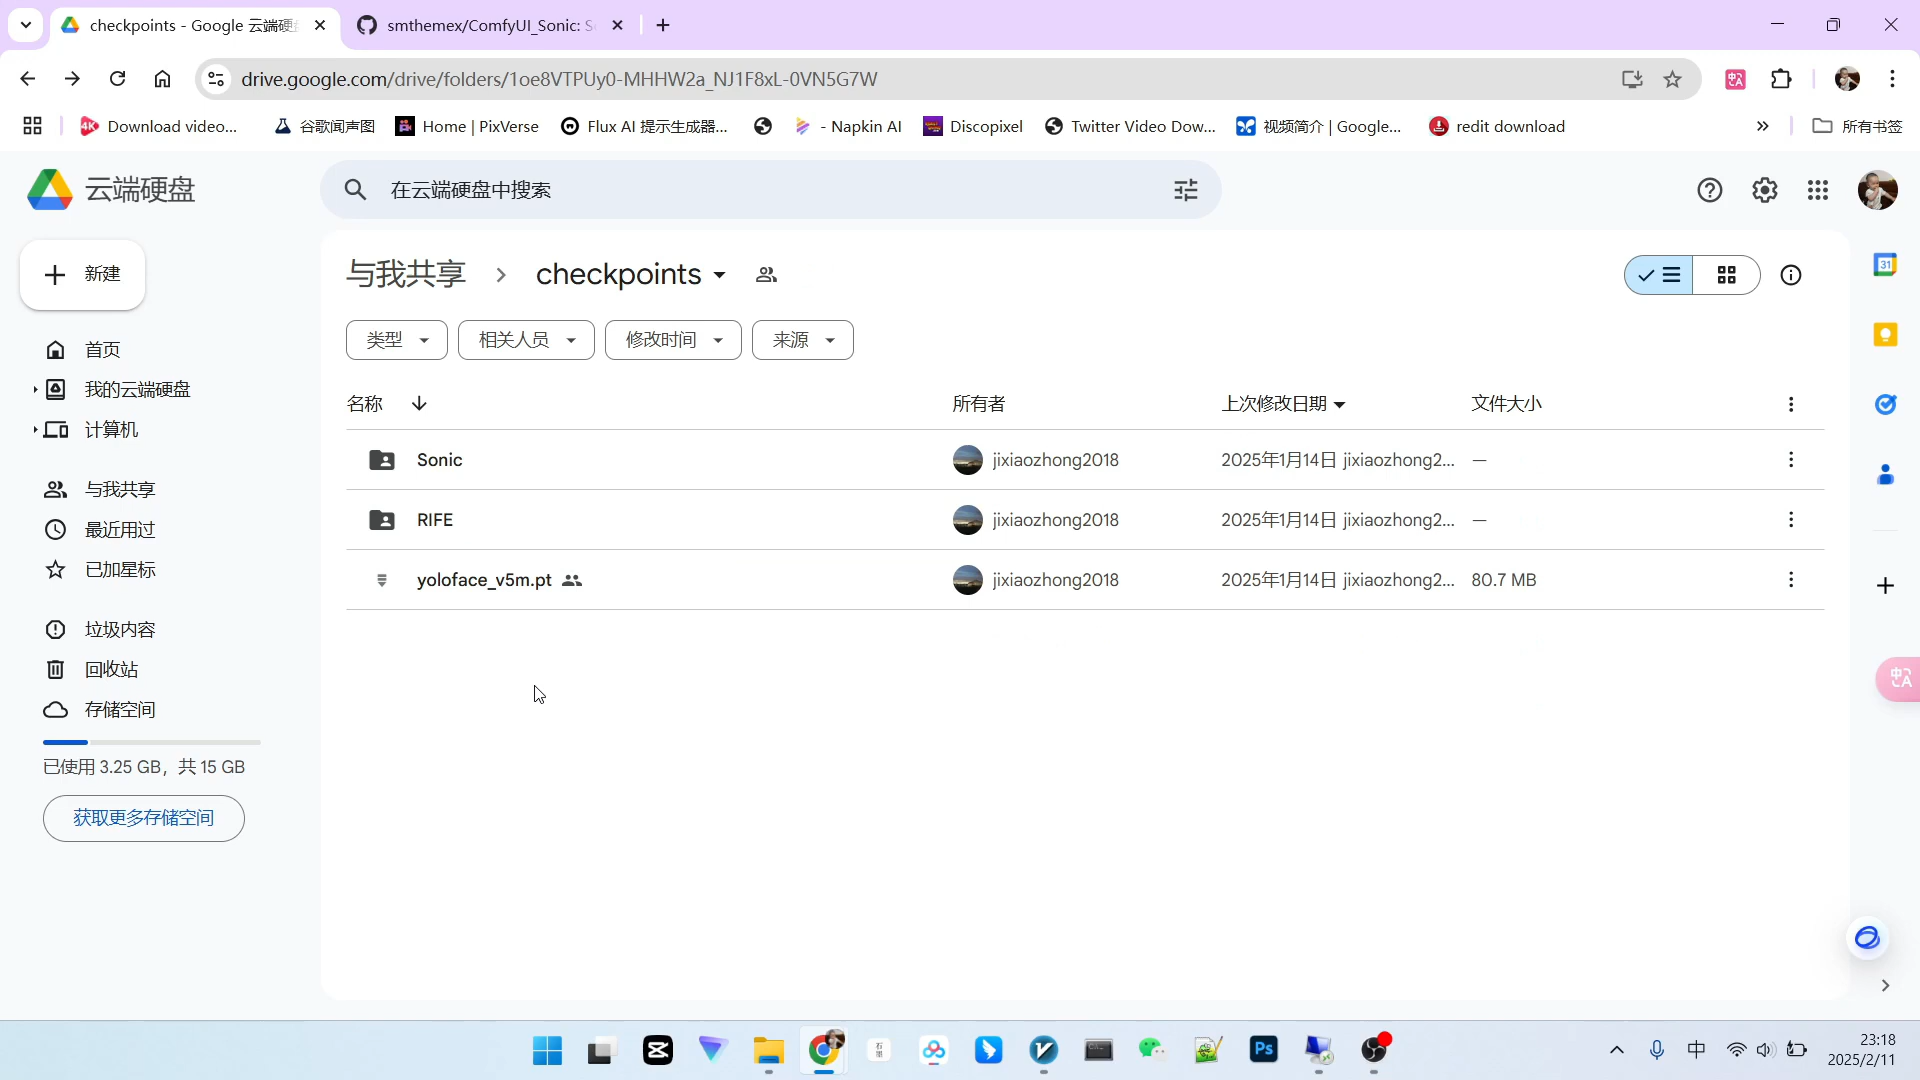 checkpoints - Google 云端硬盘
smthemex/ComfyUI_Sonic: S
drive.google.com/drive/folders/1oe8VTPUy0-MHHW2a_NJ1F8xL-0VN5G7W
Download video...
谷歌闻声图
Home | PixVerse
Flux AI 提示生成器...
- Napkin AI
Discopixel
Twitter Video Dow...
视频简介 | Google...
redit download
»
所有书签
云端硬盘
在云端硬盘中搜索
新建
首页
我的云端硬盘
计算机
与我共享
最近用过
已加星标
垃圾内容
回收站
存储空间
已使用 3.25 GB，共 15 GB
获取更多存储空间
与我共享 > checkpoints
类型
相关人员
修改时间
来源
名称 所有者 上次修改日期 文件大小
Sonic jixiaozhong2018 2025年1月14日 jixiaozhong2... —
RIFE jixiaozhong2018 2025年1月14日 jixiaozhong2... —
yoloface_v5m.pt jixiaozhong2018 2025年1月14日 jixiaozhong2... 80.7 MB
31
石墨
Ps
中
23:18
2025/2/11